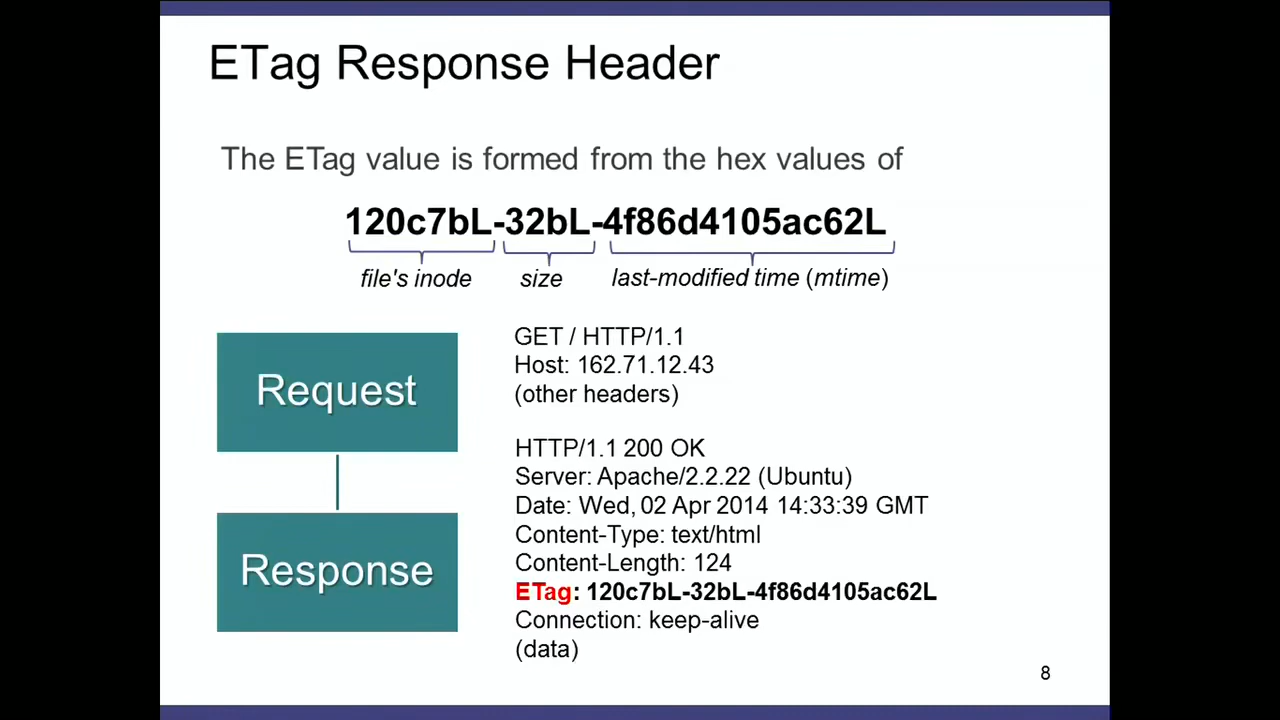 ETag Response Header
The ETag value is formed from the hex values of
120c7bL-32bL-4f86d4105ac62L
file's inode size last-modified time (mtime)
Request
GET / HTTP/1.1
Host: 162.71.12.43
(other headers)
Response
HTTP/1.1 200 OK
Server: Apache/2.2.22 (Ubuntu)
Date: Wed, 02 Apr 2014 14:33:39 GMT
Content-Type: text/html
Content-Length: 124
ETag: 120c7bL-32bL-4f86d4105ac62L
Connection: keep-alive
(data)
8